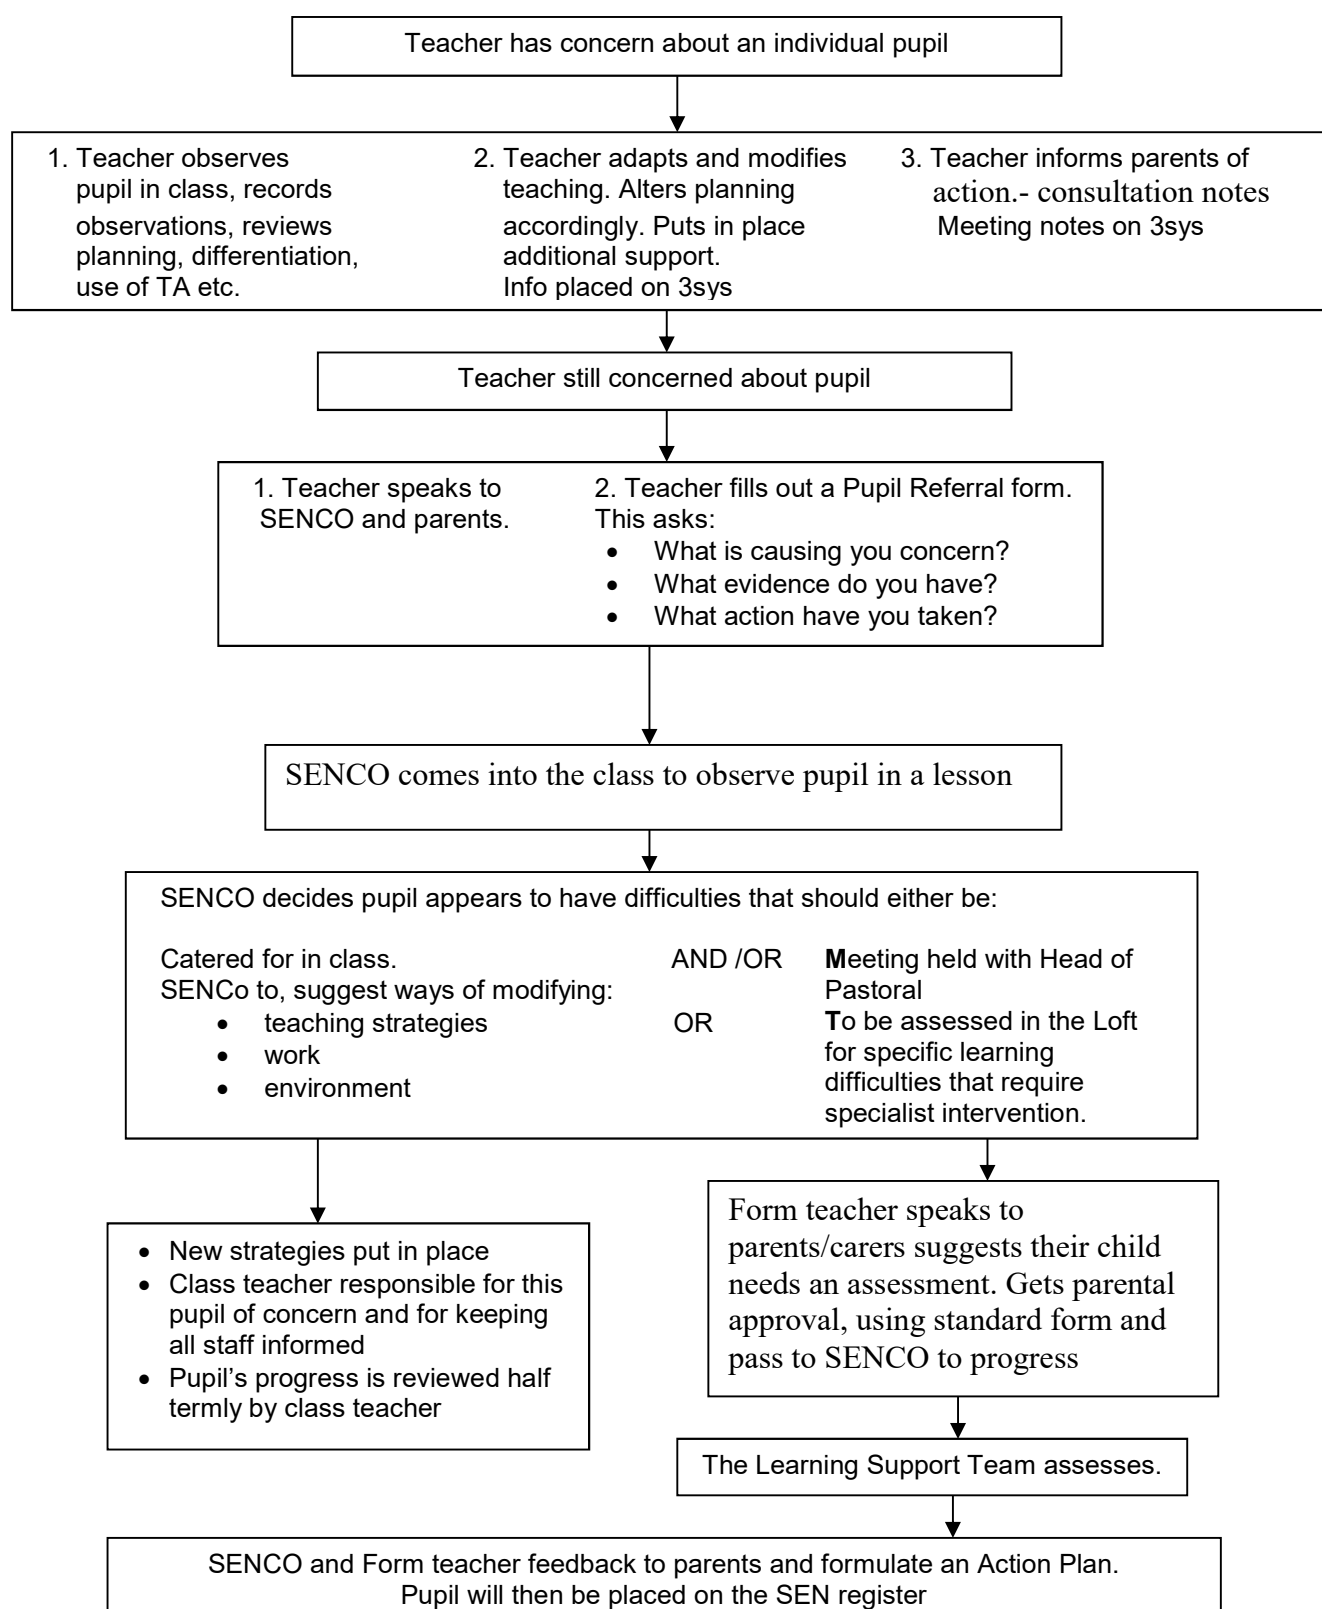 Teacher has concern about an individual pupil
1. Teacher observes
pupil in class, records
observations, reviews
planning, differentiation,
use of TA etc.
2. Teacher adapts and modifies
teaching. Alters planning
accordingly. Puts in place
additional support.
Info placed on 3sys
3. Teacher informs parents of
action.- consultation notes
Meeting notes on 3sys
Teacher still concerned about pupil
1. Teacher speaks to
SENCO and parents.
2. Teacher fills out a Pupil Referral form.
This asks:
• What is causing you concern?
• What evidence do you have?
• What action have you taken?
SENCO comes into the class to observe pupil in a lesson
SENCO decides pupil appears to have difficulties that should either be:
Catered for in class.
SENCo to, suggest ways of modifying:
• teaching strategies
• work
• environment
AND /OR
OR
Meeting held with Head of
Pastoral
To be assessed in the Loft
for specific learning
difficulties that require
specialist intervention.
• New strategies put in place
• Class teacher responsible for this
pupil of concern and for keeping
all staff informed
• Pupil's progress is reviewed half
termly by class teacher
Form teacher speaks to
parents/carers suggests their child
needs an assessment. Gets parental
approval, using standard form and
pass to SENCO to progress
The Learning Support Team assesses.
SENCO and Form teacher feedback to parents and formulate an Action Plan.
Pupil will then be placed on the SEN register